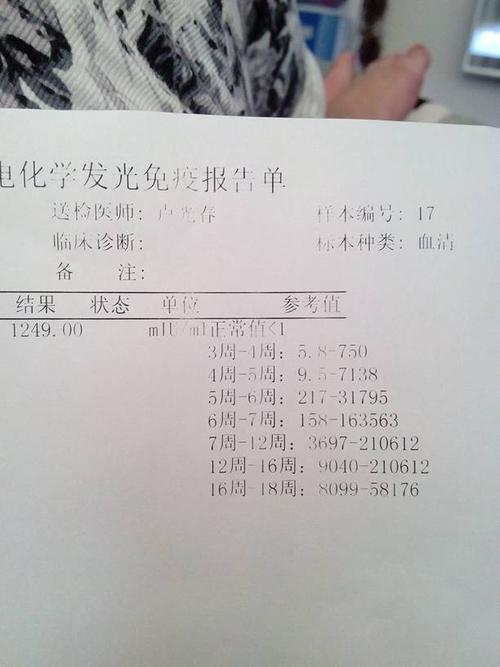 电化学发光免疫报告单
送检医师: 卢光春 样本编号: 17
临床诊断: 标本种类: 血清
备 注:
结果 状态 单位 参考值
1249.00 mIU/ml正常值<1
3周-4周: 5.8-750
4周-5周: 9.5-7138
5周-6周: 217-31795
6周-7周: 158-163563
7周-12周: 3697-210612
12周-16周: 9040-210612
16周-18周: 8099-58176